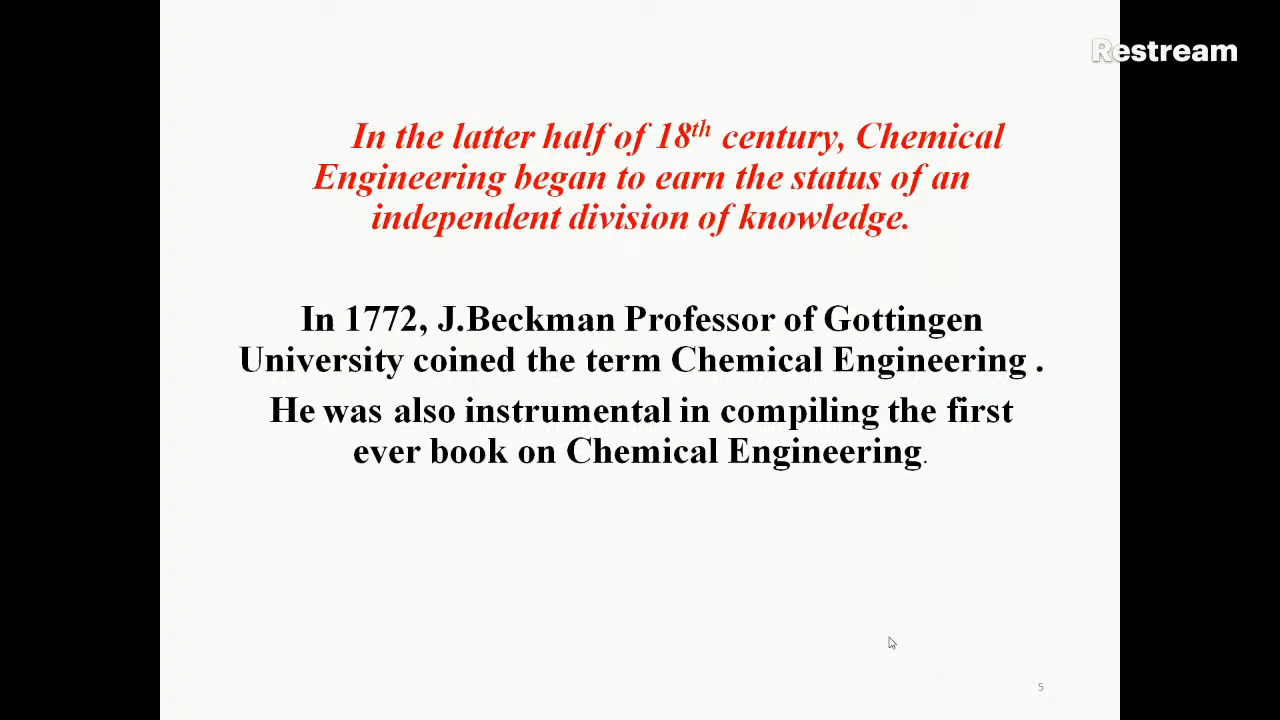 Restream
In the latter half of 18th century, Chemical
Engineering began to earn the status of an
independent division of knowledge.
In 1772, J.Beckman Professor of Gottingen
University coined the term Chemical Engineering .
He was also instrumental in compiling the first
ever book on Chemical Engineering.
5